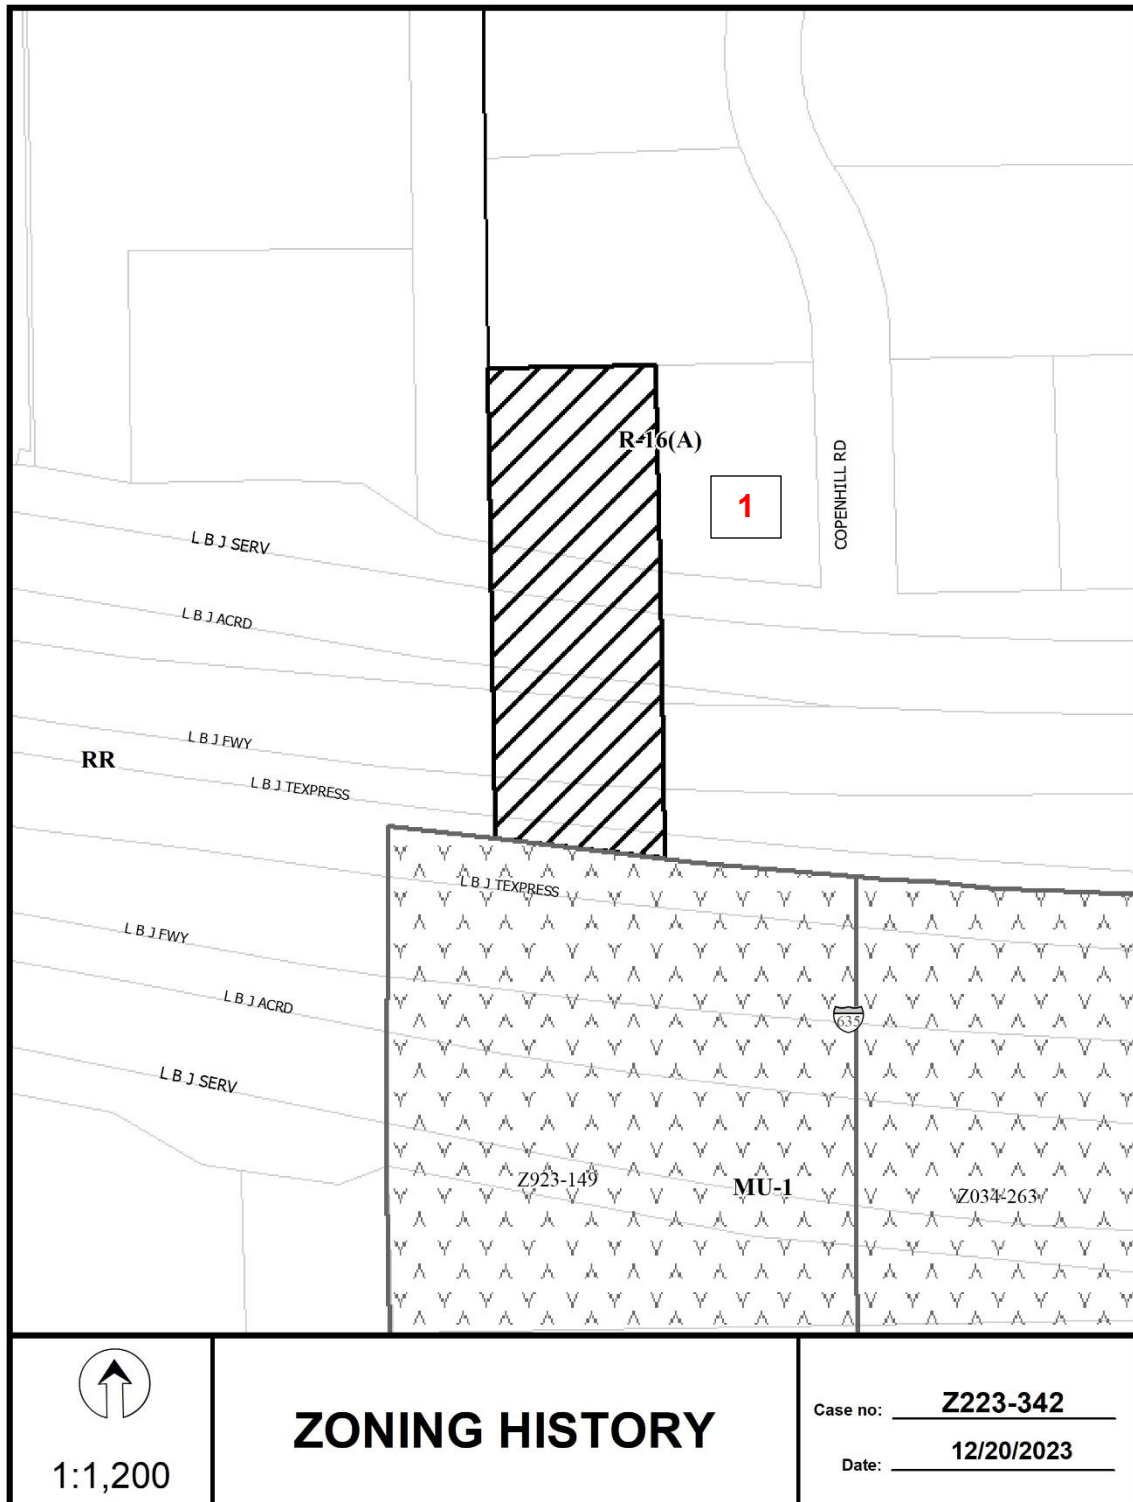 R-16(A)
1
COPENHILL RD
L B J SERV
L B J ACRD
L B J FWY
RR
L B J TEXPRESS
L B J TEXPRESS
L B J FWY
L B J ACRD
635
L B J SERV
Z923-149
MU-1
Z034-263
1:1,200
ZONING HISTORY
Case no: Z223-342
Date: 12/20/2023